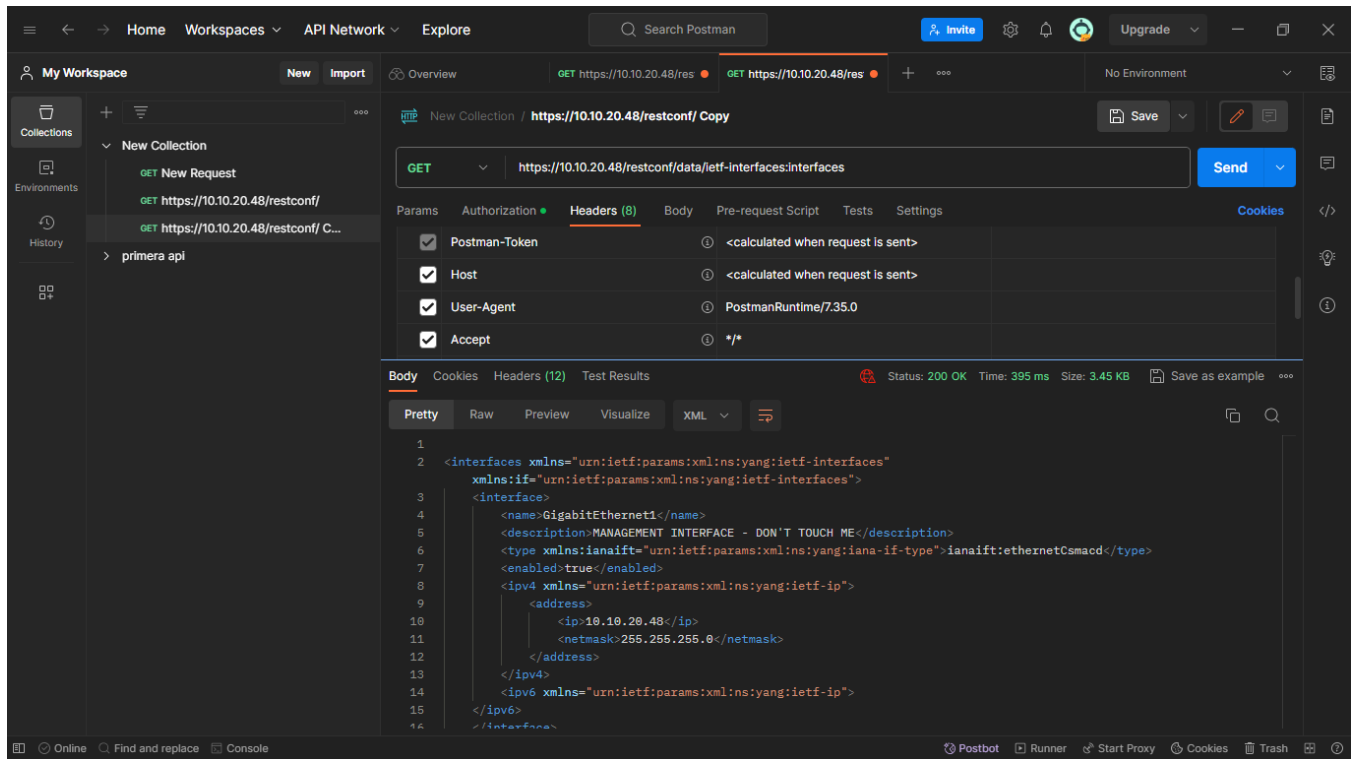 Home Workspaces API Network Explore Search Postman Invite Upgrade
My Workspace New Import Overview GET https://10.10.20.48/res GET https://10.10.20.48/res No Environment
Collections
Environments
History
New Collection
GET New Request
GET https://10.10.20.48/restconf/
GET https://10.10.20.48/restconf/ C...
primera api
HTTP New Collection / https://10.10.20.48/restconf/ Copy Save
GET https://10.10.20.48/restconf/data/ietf-interfaces:interfaces Send
Params Authorization Headers (8) Body Pre-request Script Tests Settings Cookies
Postman-Token <calculated when request is sent>
Host <calculated when request is sent>
User-Agent PostmanRuntime/7.35.0
Accept */*
Body Cookies Headers (12) Test Results Status: 200 OK Time: 395 ms Size: 3.45 KB Save as example
Pretty Raw Preview Visualize XML
1
2 <interfaces xmlns="urn:ietf:params:xml:ns:yang:ietf-interfaces"
xmlns:if="urn:ietf:params:xml:ns:yang:ietf-interfaces">
3 <interface>
4 <name>GigabitEthernet1</name>
5 <description>MANAGEMENT INTERFACE - DON'T TOUCH ME</description>
6 <type xmlns:ianaift="urn:ietf:params:xml:ns:yang:iana-if-type">ianaift:ethernetCsmacd</type>
7 <enabled>true</enabled>
8 <ipv4 xmlns="urn:ietf:params:xml:ns:yang:ietf-ip">
9 <address>
10 <ip>10.10.20.48</ip>
11 <netmask>255.255.255.0</netmask>
12 </address>
13 </ipv4>
14 <ipv6 xmlns="urn:ietf:params:xml:ns:yang:ietf-ip">
15 </ipv6>
16 </interface>
Online Find and replace Console Postbot Runner Start Proxy Cookies Trash